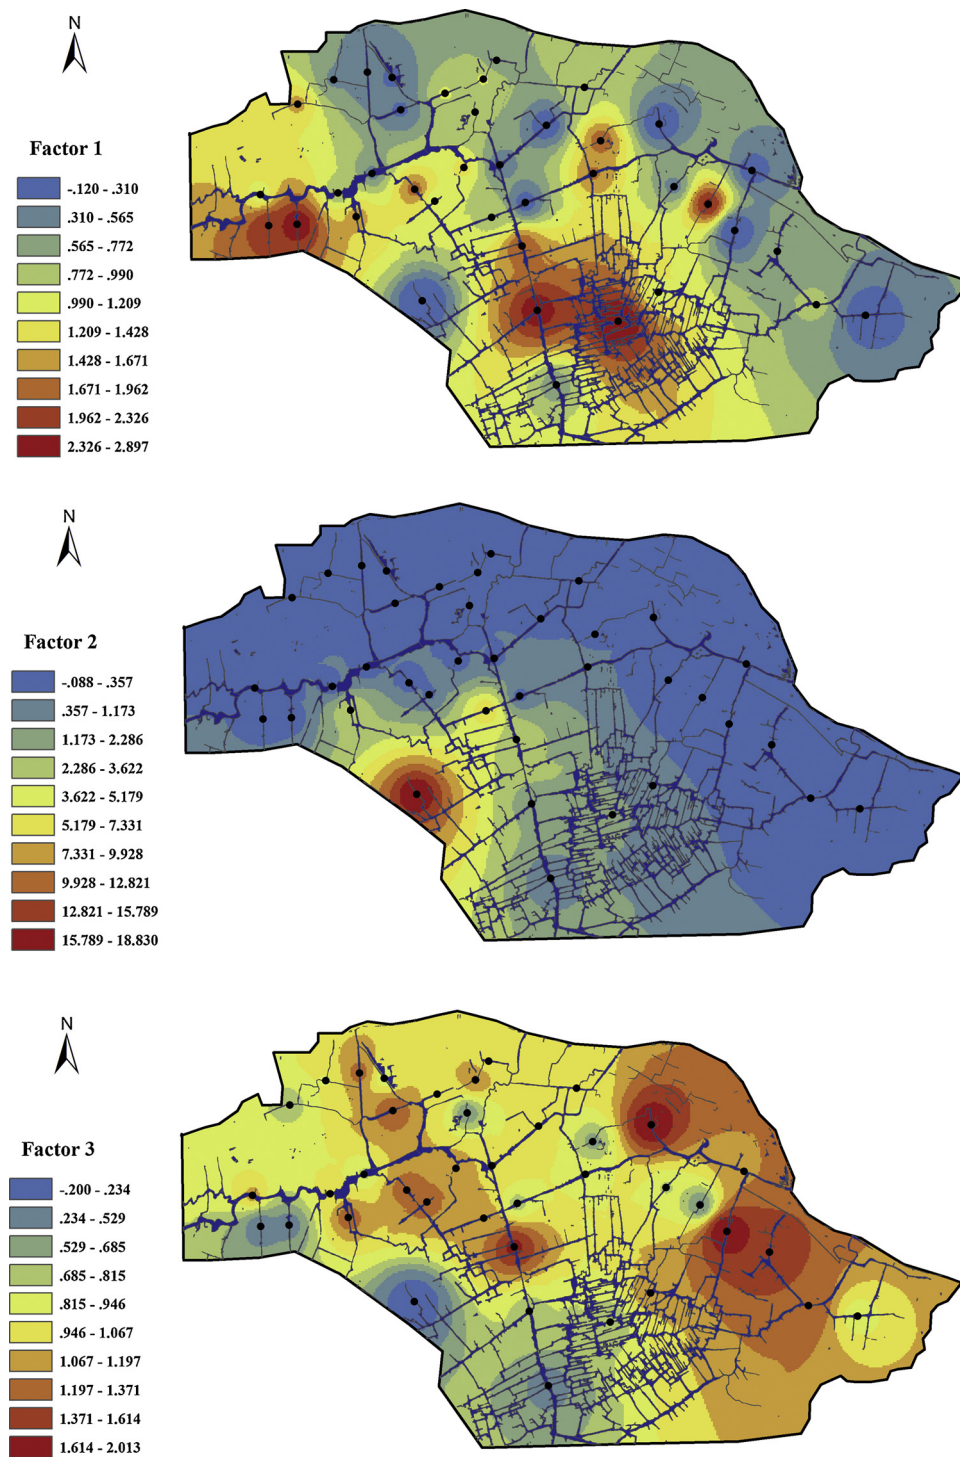 N
Factor 1
-.120 - .310
.310 - .565
.565 - .772
.772 - .990
.990 - 1.209
1.209 - 1.428
1.428 - 1.671
1.671 - 1.962
1.962 - 2.326
2.326 - 2.897
N
Factor 2
-.088 - .357
.357 - 1.173
1.173 - 2.286
2.286 - 3.622
3.622 - 5.179
5.179 - 7.331
7.331 - 9.928
9.928 - 12.821
12.821 - 15.789
15.789 - 18.830
N
Factor 3
-.200 - .234
.234 - .529
.529 - .685
.685 - .815
.815 - .946
.946 - 1.067
1.067 - 1.197
1.197 - 1.371
1.371 - 1.614
1.614 - 2.013